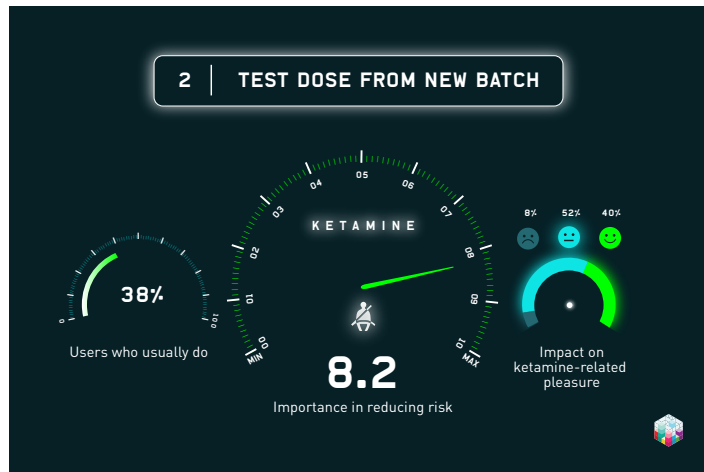 2 | TEST DOSE FROM NEW BATCH
05
04
06
03
07
KETAMINE
8% 52% 40%
02
08
38%
0
100
01
09
00
10
MIN
MAX
Users who usually do
8.2
Importance in reducing risk
Impact on
ketamine-related
pleasure